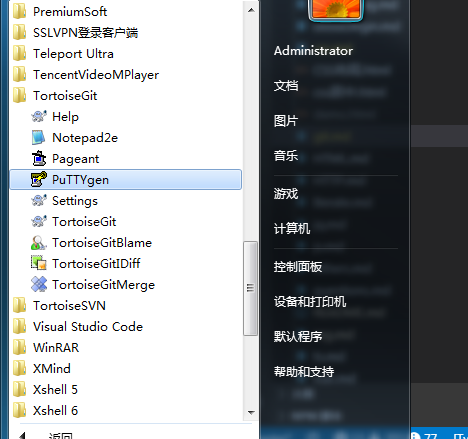 PremiumSoft
SSLVPN登录客户端
Teleport Ultra
TencentVideoMPlayer
TortoiseGit
Help
Notepad2e
Pageant
PuTTYgen
Settings
TortoiseGit
TortoiseGitBlame
TortoiseGitIDiff
TortoiseGitMerge
TortoiseSVN
Visual Studio Code
WinRAR
XMind
Xshell 5
Xshell 6
返回
Administrator
文档
图片
音乐
游戏
计算机
控制面板
设备和打印机
默认程序
帮助和支持
77